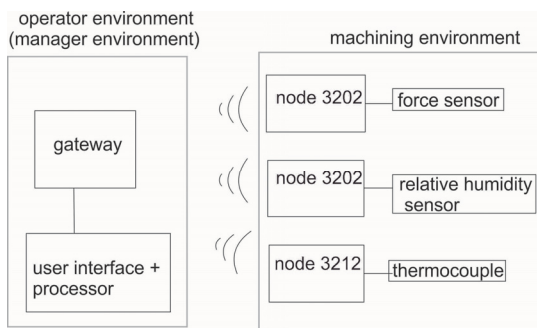 operator environment
(manager environment)
gateway
user interface +
processor
machining environment
node 3202
force sensor
node 3202
relative humidity
sensor
node 3212
thermocouple